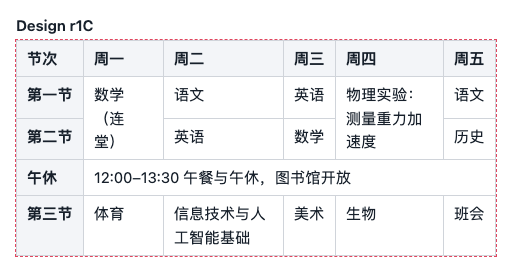 Design r1C
节次 周一 周二 周三 周四 周五
第一节 数学（连堂） 语文 英语 物理实验：测量重力加速度 语文
第二节 英语 数学 历史
午休 12:00–13:30 午餐与午休，图书馆开放
第三节 体育 信息技术与人工智能基础 美术 生物 班会